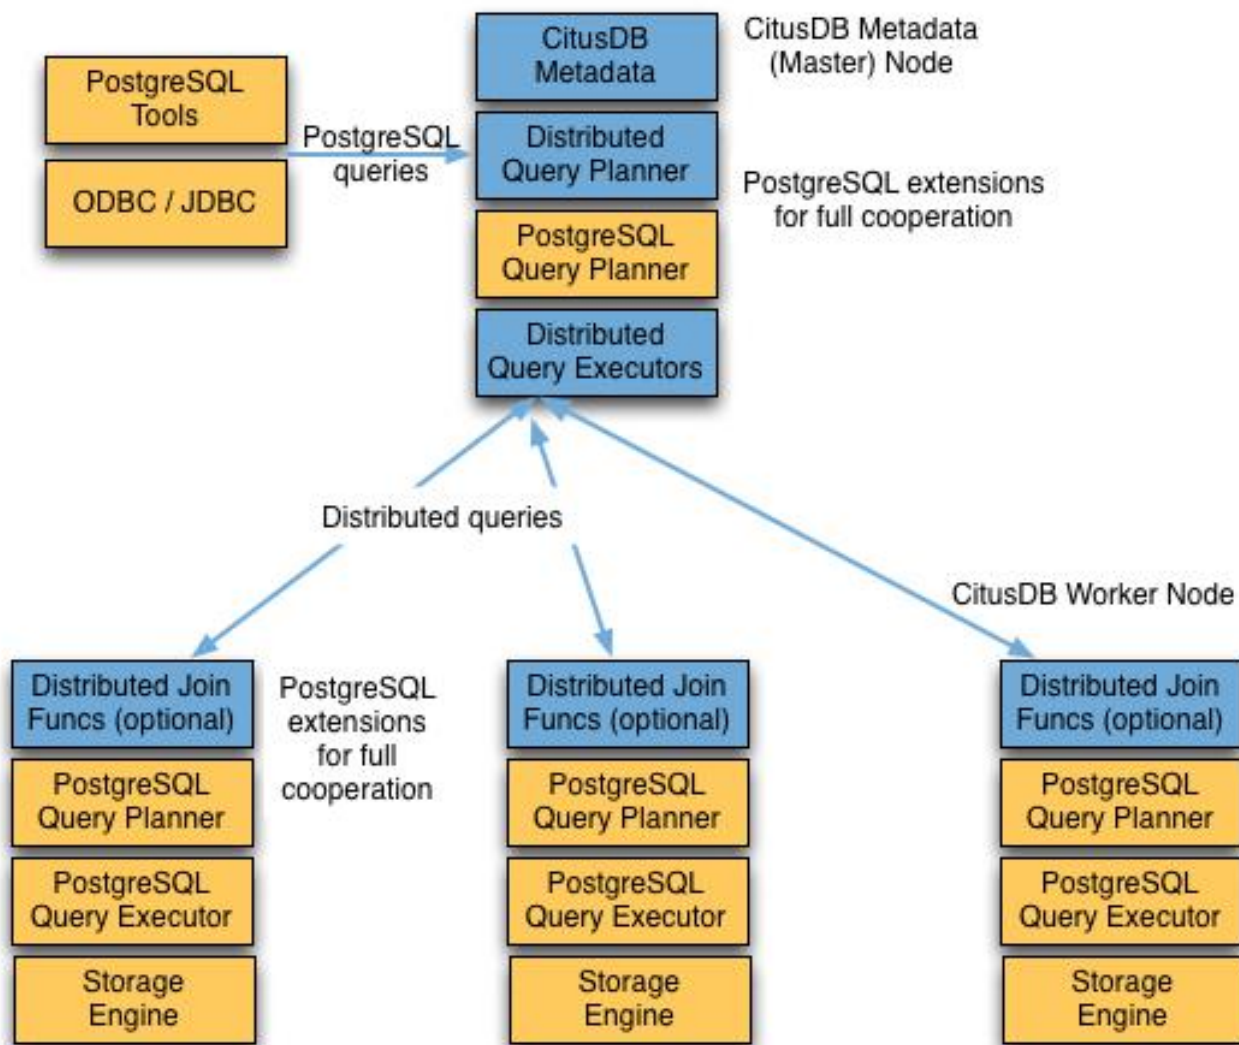 CitusDB
Metadata
CitusDB Metadata
(Master) Node
PostgreSQL
Tools
ODBC / JDBC
PostgreSQL
queries
Distributed
Query Planner
PostgreSQL extensions
for full cooperation
PostgreSQL
Query Planner
Distributed
Query Executors
Distributed queries
CitusDB Worker Node
Distributed Join
Funcs (optional)
PostgreSQL
Query Planner
PostgreSQL
Query Executor
Storage
Engine
PostgreSQL
extensions
for full
cooperation
Distributed Join
Funcs (optional)
PostgreSQL
Query Planner
PostgreSQL
Query Executor
Storage
Engine
Distributed Join
Funcs (optional)
PostgreSQL
Query Planner
PostgreSQL
Query Executor
Storage
Engine